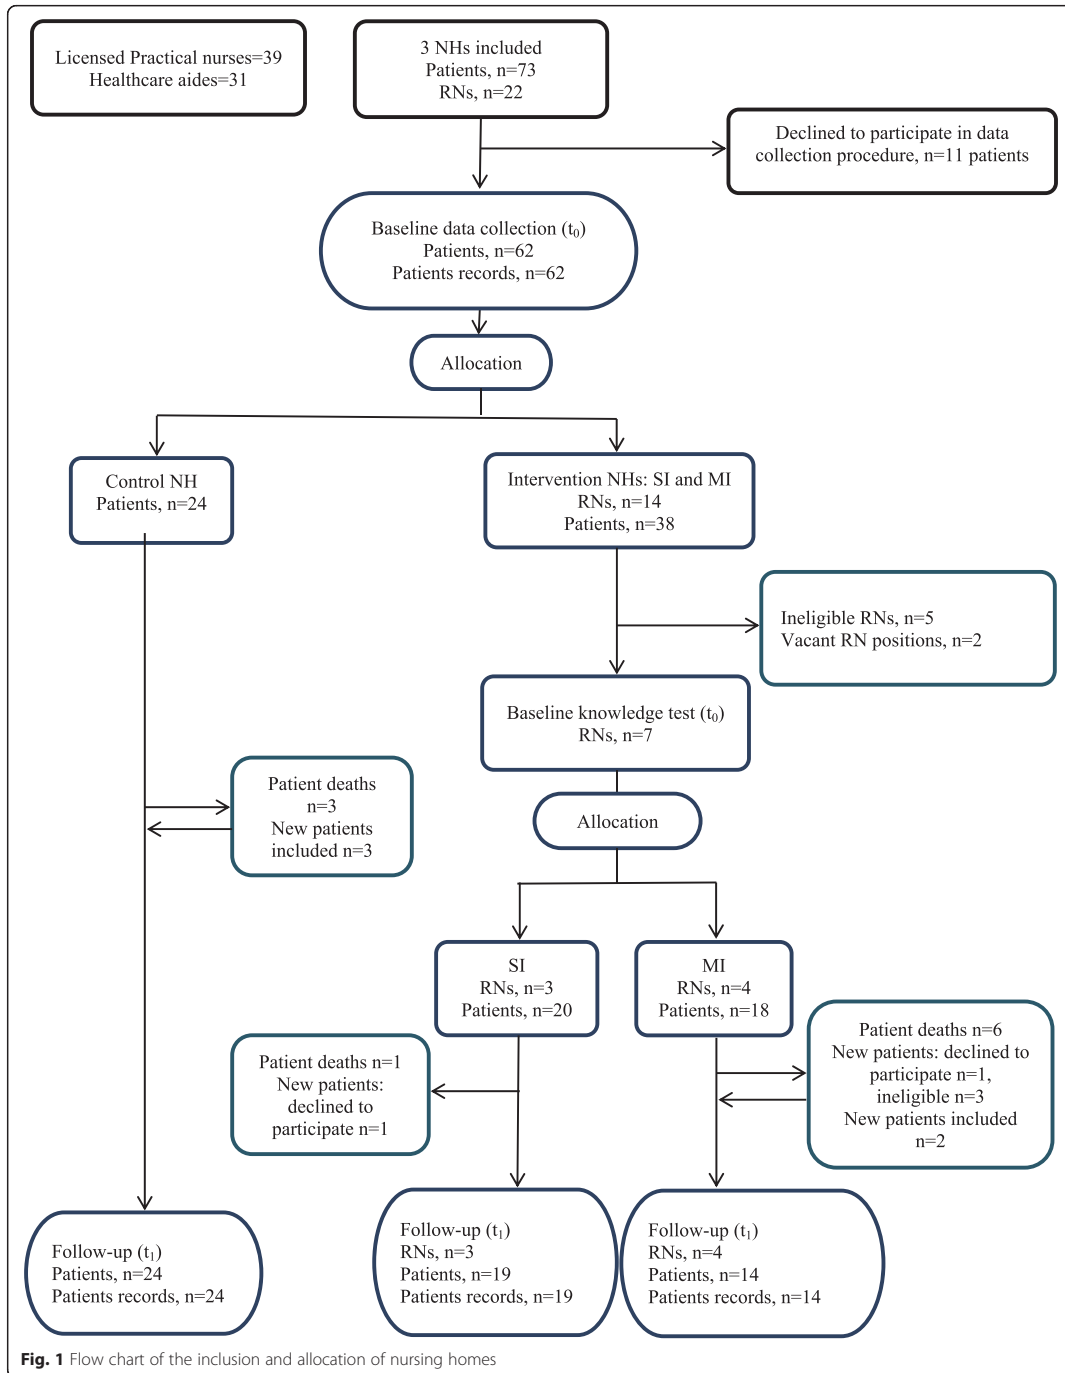 Licensed Practical nurses=39
Healthcare aides=31
3 NHs included
Patients, n=73
RNs, n=22
Declined to participate in data
collection procedure, n=11 patients
Baseline data collection (t0)
Patients, n=62
Patients records, n=62
Allocation
Control NH
Patients, n=24
Intervention NHs: SI and MI
RNs, n=14
Patients, n=38
Ineligible RNs, n=5
Vacant RN positions, n=2
Baseline knowledge test (t0)
RNs, n=7
Patient deaths
n=3
New patients
included n=3
Allocation
SI
RNs, n=3
Patients, n=20
MI
RNs, n=4
Patients, n=18
Patient deaths n=1
New patients:
declined to
participate n=1
Patient deaths n=6
New patients: declined to
participate n=1,
ineligible n=3
New patients included
n=2
Follow-up (t1)
Patients, n=24
Patients records, n=24
Follow-up (t1)
RNs, n=3
Patients, n=19
Patients records, n=19
Follow-up (t1)
RNs, n=4
Patients, n=14
Patients records, n=14
Fig. 1 Flow chart of the inclusion and allocation of nursing homes